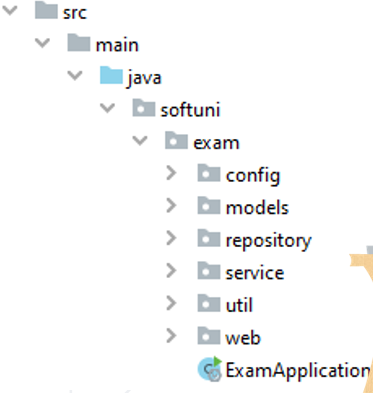 src
main
java
softuni
exam
config
models
repository
service
util
web
ExamApplication